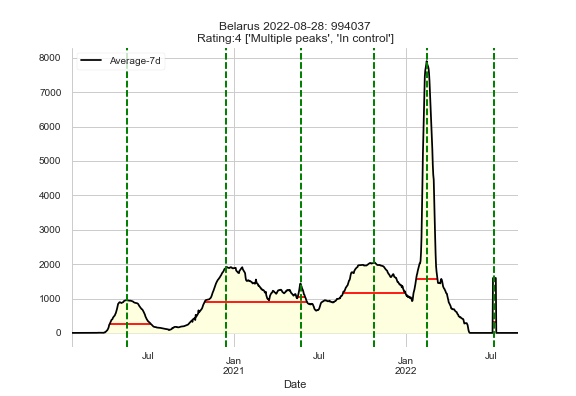 Belarus 2022-08-28: 994037
Rating:4 ['Multiple peaks', 'In control']
Average-7d
8000
7000
6000
5000
4000
3000
2000
1000
0
Jul
Jan
2021
Jul
Jan
2022
Jul
Date